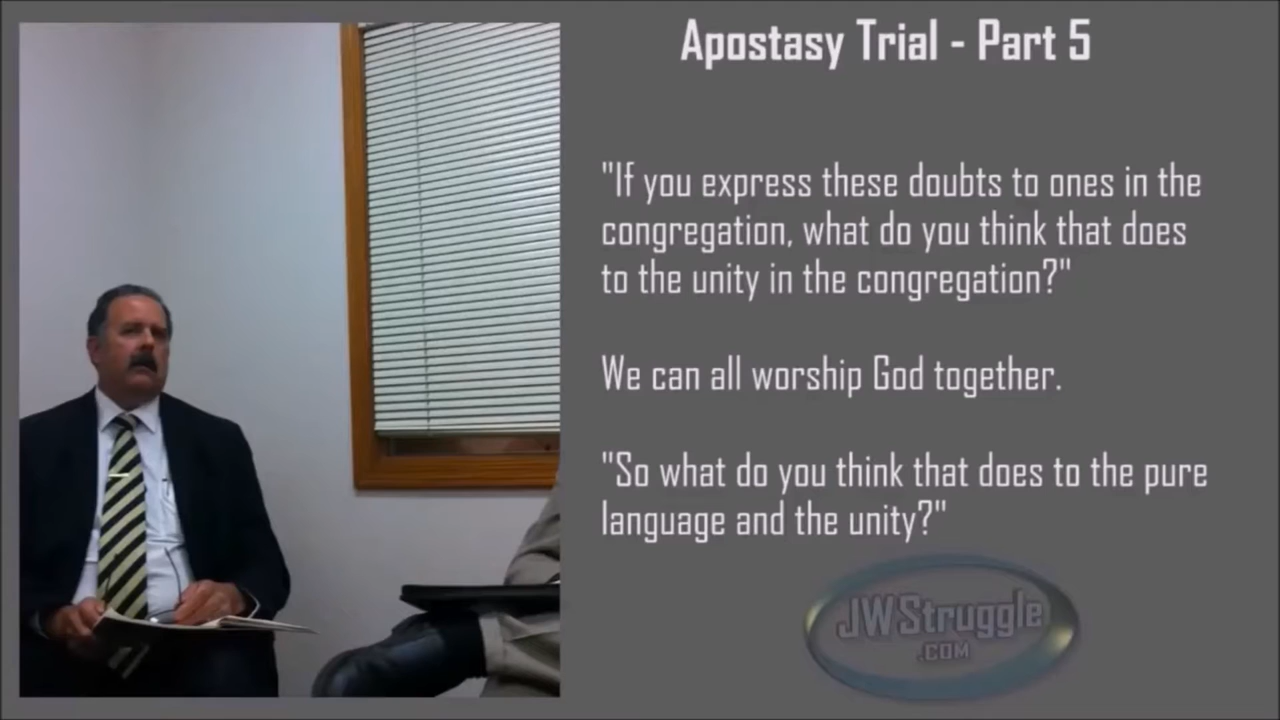 Apostasy Trial - Part 5
"If you express these doubts to ones in the
congregation, what do you think that does
to the unity in the congregation?"
We can all worship God together.
"So what do you think that does to the pure
language and the unity?"
JWStruggle
.COM